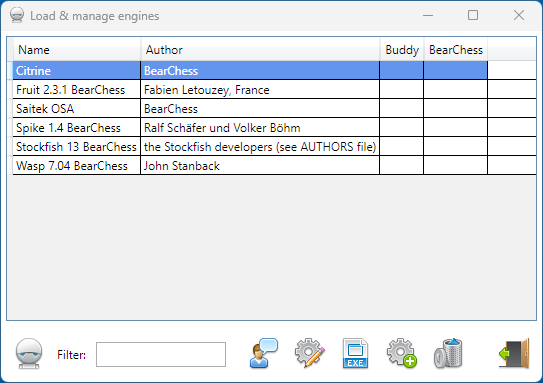 Load & manage engines
Name Author Buddy BearChess
Citrine BearChess
Fruit 2.3.1 BearChess Fabien Letouzey, France
Saitek OSA BearChess
Spike 1.4 BearChess Ralf Schäfer und Volker Böhm
Stockfish 13 BearChess the Stockfish developers (see AUTHORS file)
Wasp 7.04 BearChess John Stanback
Filter:
EXE